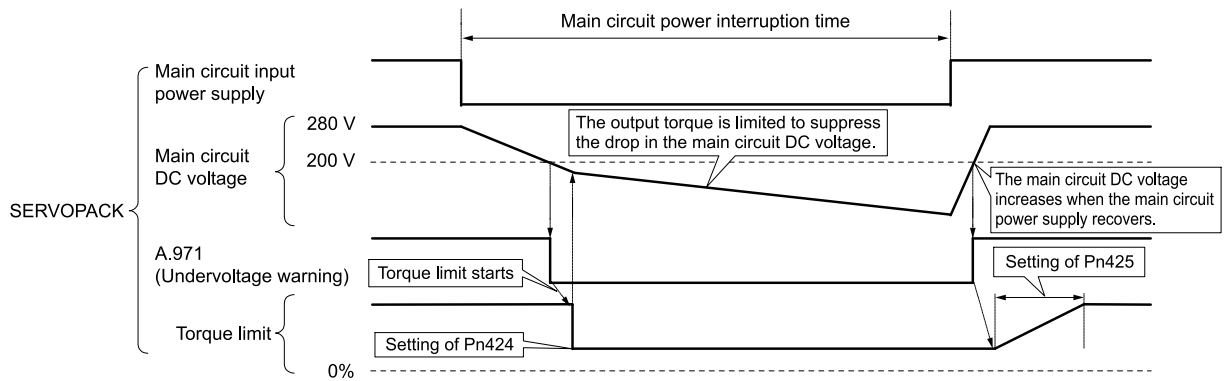 Main circuit power interruption time
SERVOPACK
Main circuit input
power supply
Main circuit
DC voltage
280 V
200 V
The output torque is limited to suppress
the drop in the main circuit DC voltage.
The main circuit DC voltage
increases when the main circuit
power supply recovers.
A.971
(Undervoltage warning)
Torque limit starts
Setting of Pn425
Torque limit
Setting of Pn424
0%